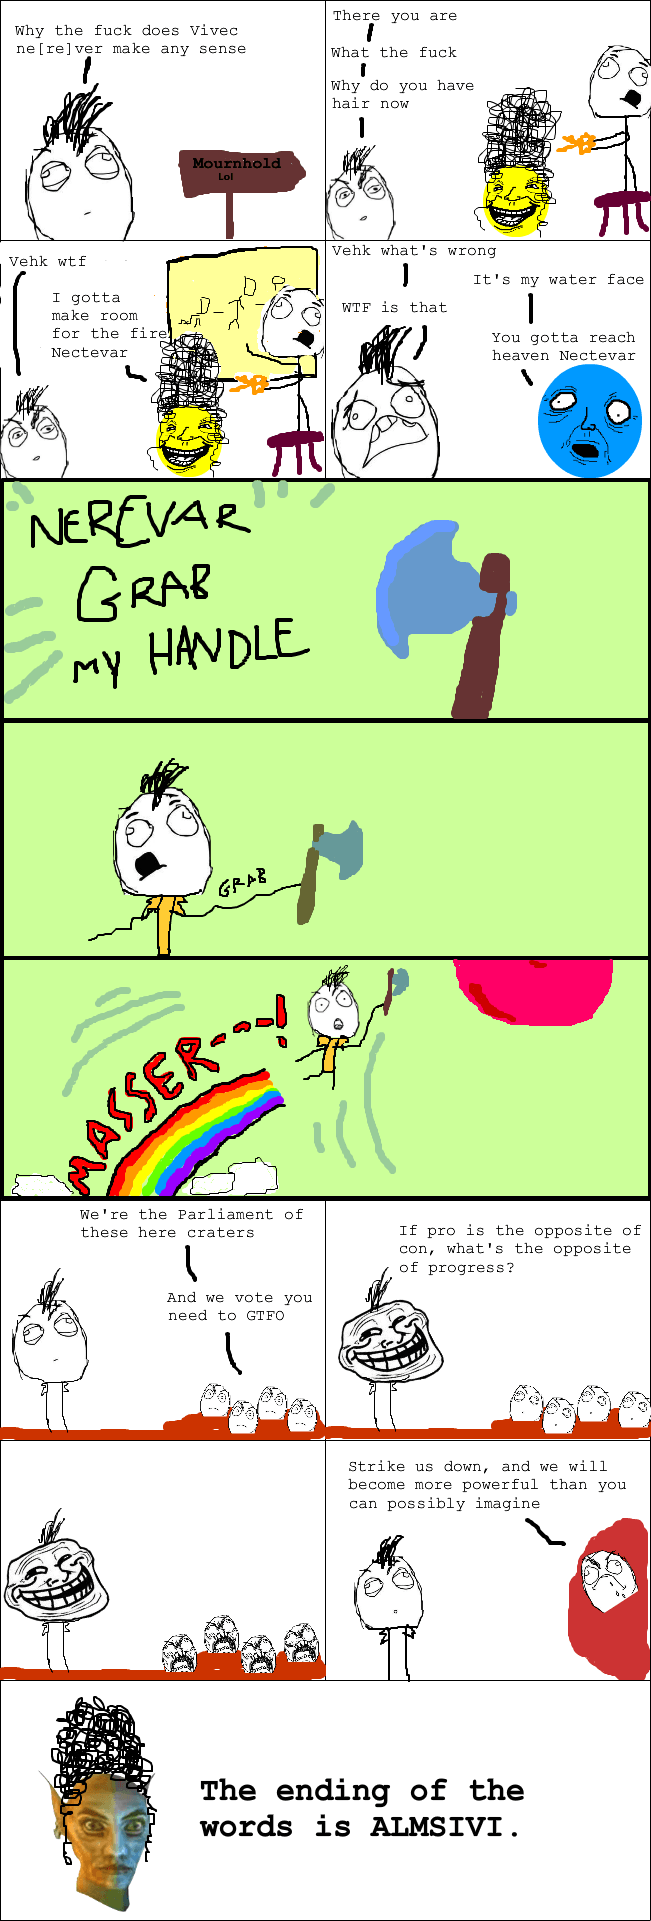 Why the fuck does Vivec
ne[re]ver make any sense
Mournhold
Lol
There you are
What the fuck
Why do you have
hair now
Vehk wtf
I gotta
make room
for the fire
Nectevar
Vehk what's wrong
WTF is that
It's my water face
You gotta reach
heaven Nectevar
NEREVAR
GRAB
MY HANDLE
GRAB
MASSER---!
We're the Parliament of
these here craters
And we vote you
need to GTFO
If pro is the opposite of
con, what's the opposite
of progress?
Strike us down, and we will
become more powerful than you
can possibly imagine
The ending of the
words is ALMSIVI.